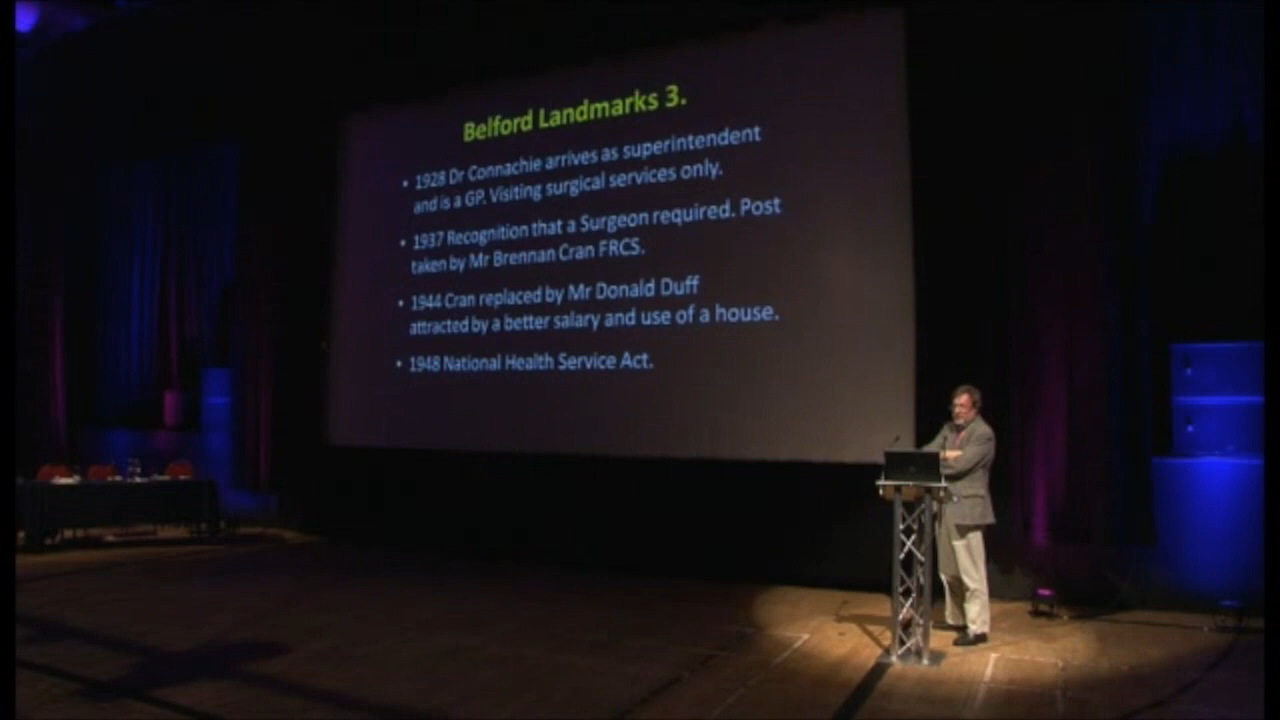 Belford Landmarks 3.
• 1928 Dr Connachie arrives as superintendent
and is a GP. Visiting surgical services only.
• 1937 Recognition that a Surgeon required. Post
taken by Mr Brennan Cran FRCS.
• 1944 Cran replaced by Mr Donald Duff
attracted by a better salary and use of a house.
• 1948 National Health Service Act.